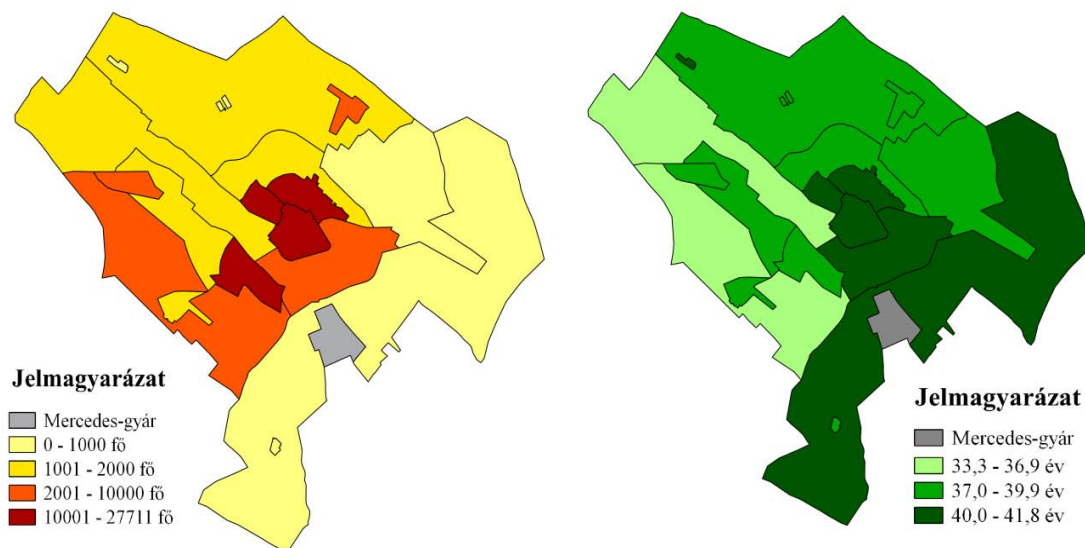 Jelmagyarázat
Mercedes-gyár
0 - 1000 fő
1001 - 2000 fő
2001 - 10000 fő
10001 - 27711 fő
Jelmagyarázat
Mercedes-gyár
33,3 - 36,9 év
37,0 - 39,9 év
40,0 - 41,8 év